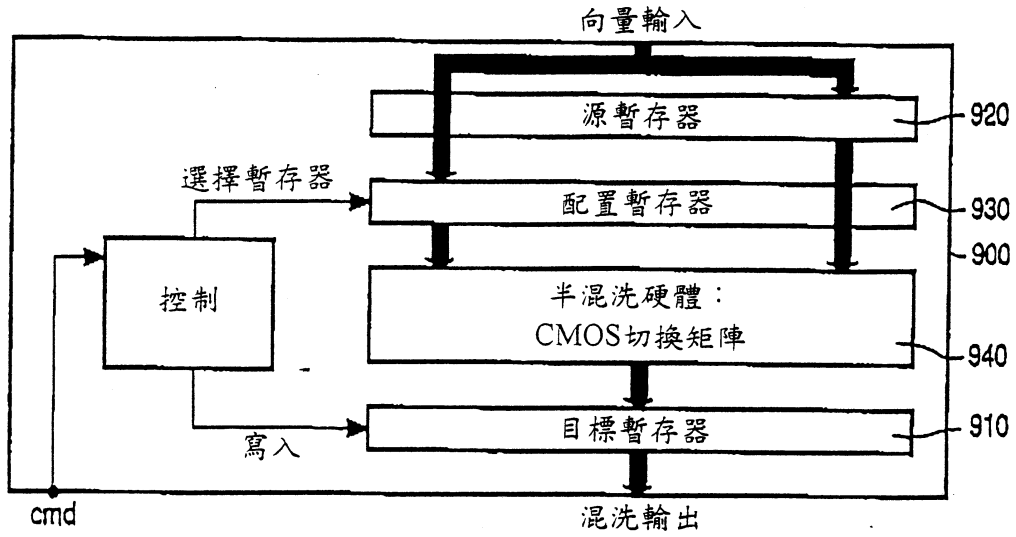 向量輸入
源暫存器
920
選擇暫存器
配置暫存器
930
900
控制
半混洗硬體：
CMOS切換矩陣
940
目標暫存器
910
寫入
cmd
混洗輸出